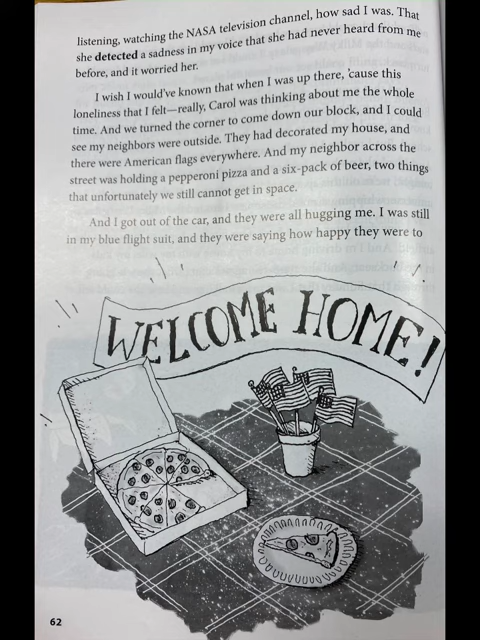 listening, watching the NASA television channel, how sad I was. That
she detected a sadness in my voice that she had never heard from me
before, and it worried her.
I wish I would've known that when I was up there, 'cause this
loneliness that I felt—really, Carol was thinking about me the whole
time. And we turned the corner to come down our block, and I could
see my neighbors were outside. They had decorated my house, and
there were American flags everywhere. And my neighbor across the
street was holding a pepperoni pizza and a six-pack of beer, two things
that unfortunately we still cannot get in space.
And I got out of the car, and they were all hugging me. I was still
in my blue flight suit, and they were saying how happy they were to
WELCOME HOME!
62